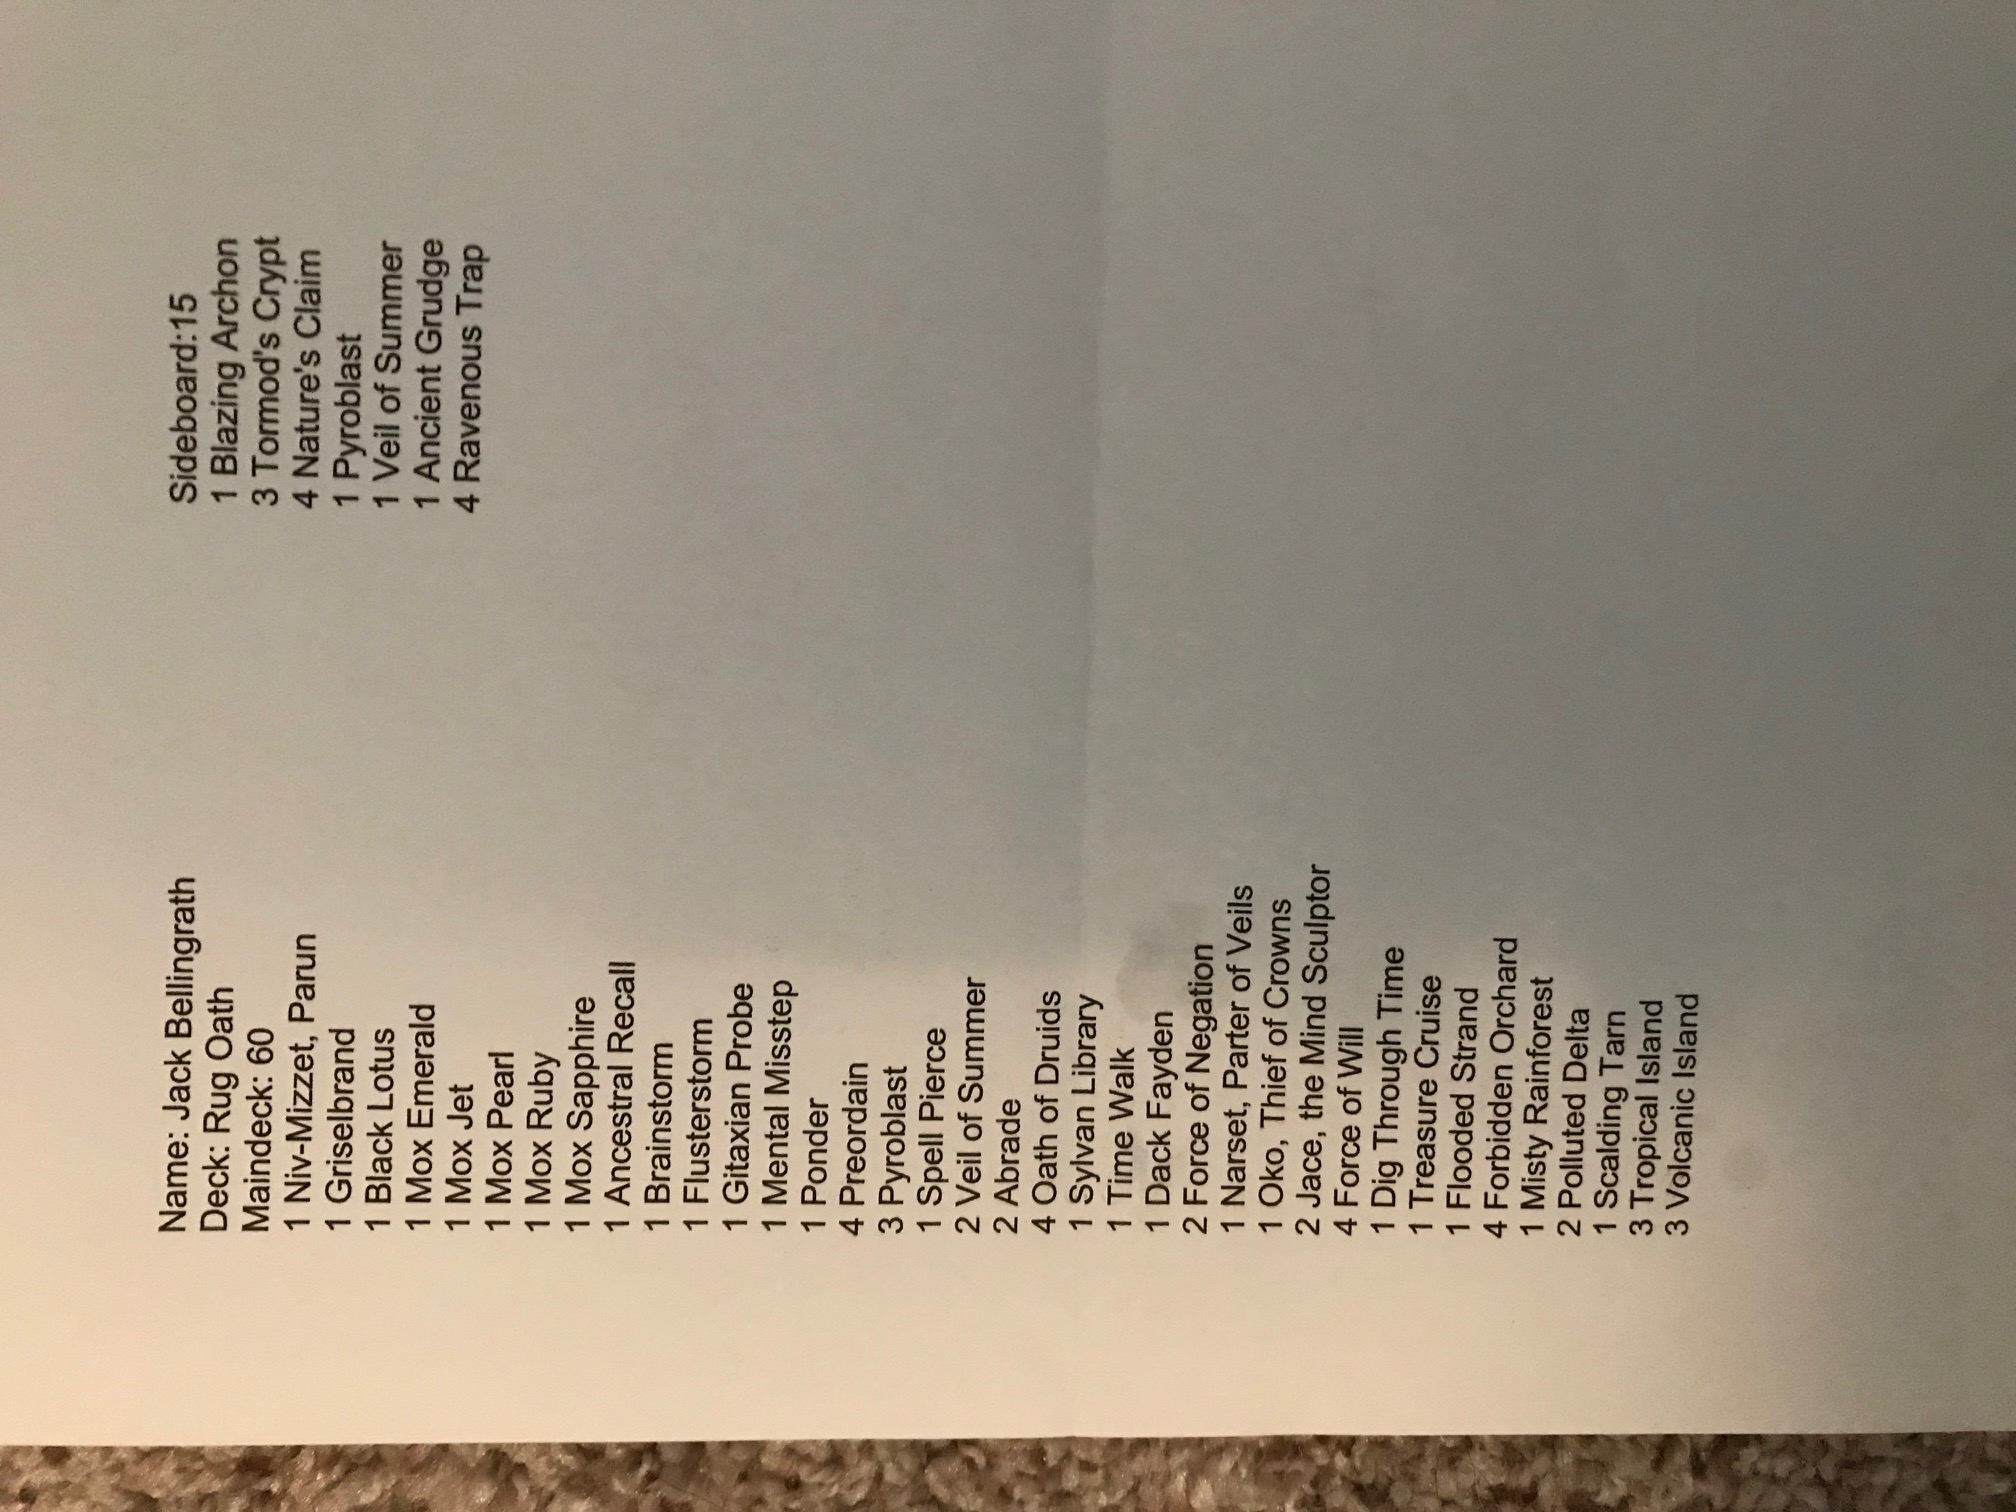 Name: Jack Bellingrath
Deck: Rug Oath
Maindeck: 60
1 Niv-Mizzet, Parun
1 Griselbrand
1 Black Lotus
1 Mox Emerald
1 Mox Jet
1 Mox Pearl
1 Mox Ruby
1 Mox Sapphire
1 Ancestral Recall
1 Brainstorm
1 Flusterstorm
1 Gitaxian Probe
1 Mental Misstep
1 Ponder
4 Preordain
3 Pyroblast
1 Spell Pierce
2 Veil of Summer
2 Abrade
4 Oath of Druids
1 Sylvan Library
1 Time Walk
1 Dack Fayden
2 Force of Negation
1 Narset, Parter of Veils
1 Oko, Thief of Crowns
2 Jace, the Mind Sculptor
4 Force of Will
1 Dig Through Time
1 Treasure Cruise
1 Flooded Strand
4 Forbidden Orchard
1 Misty Rainforest
2 Polluted Delta
1 Scalding Tarn
3 Tropical Island
3 Volcanic Island
Sideboard:15
1 Blazing Archon
3 Tormod's Crypt
4 Nature's Claim
1 Pyroblast
1 Veil of Summer
1 Ancient Grudge
4 Ravenous Trap